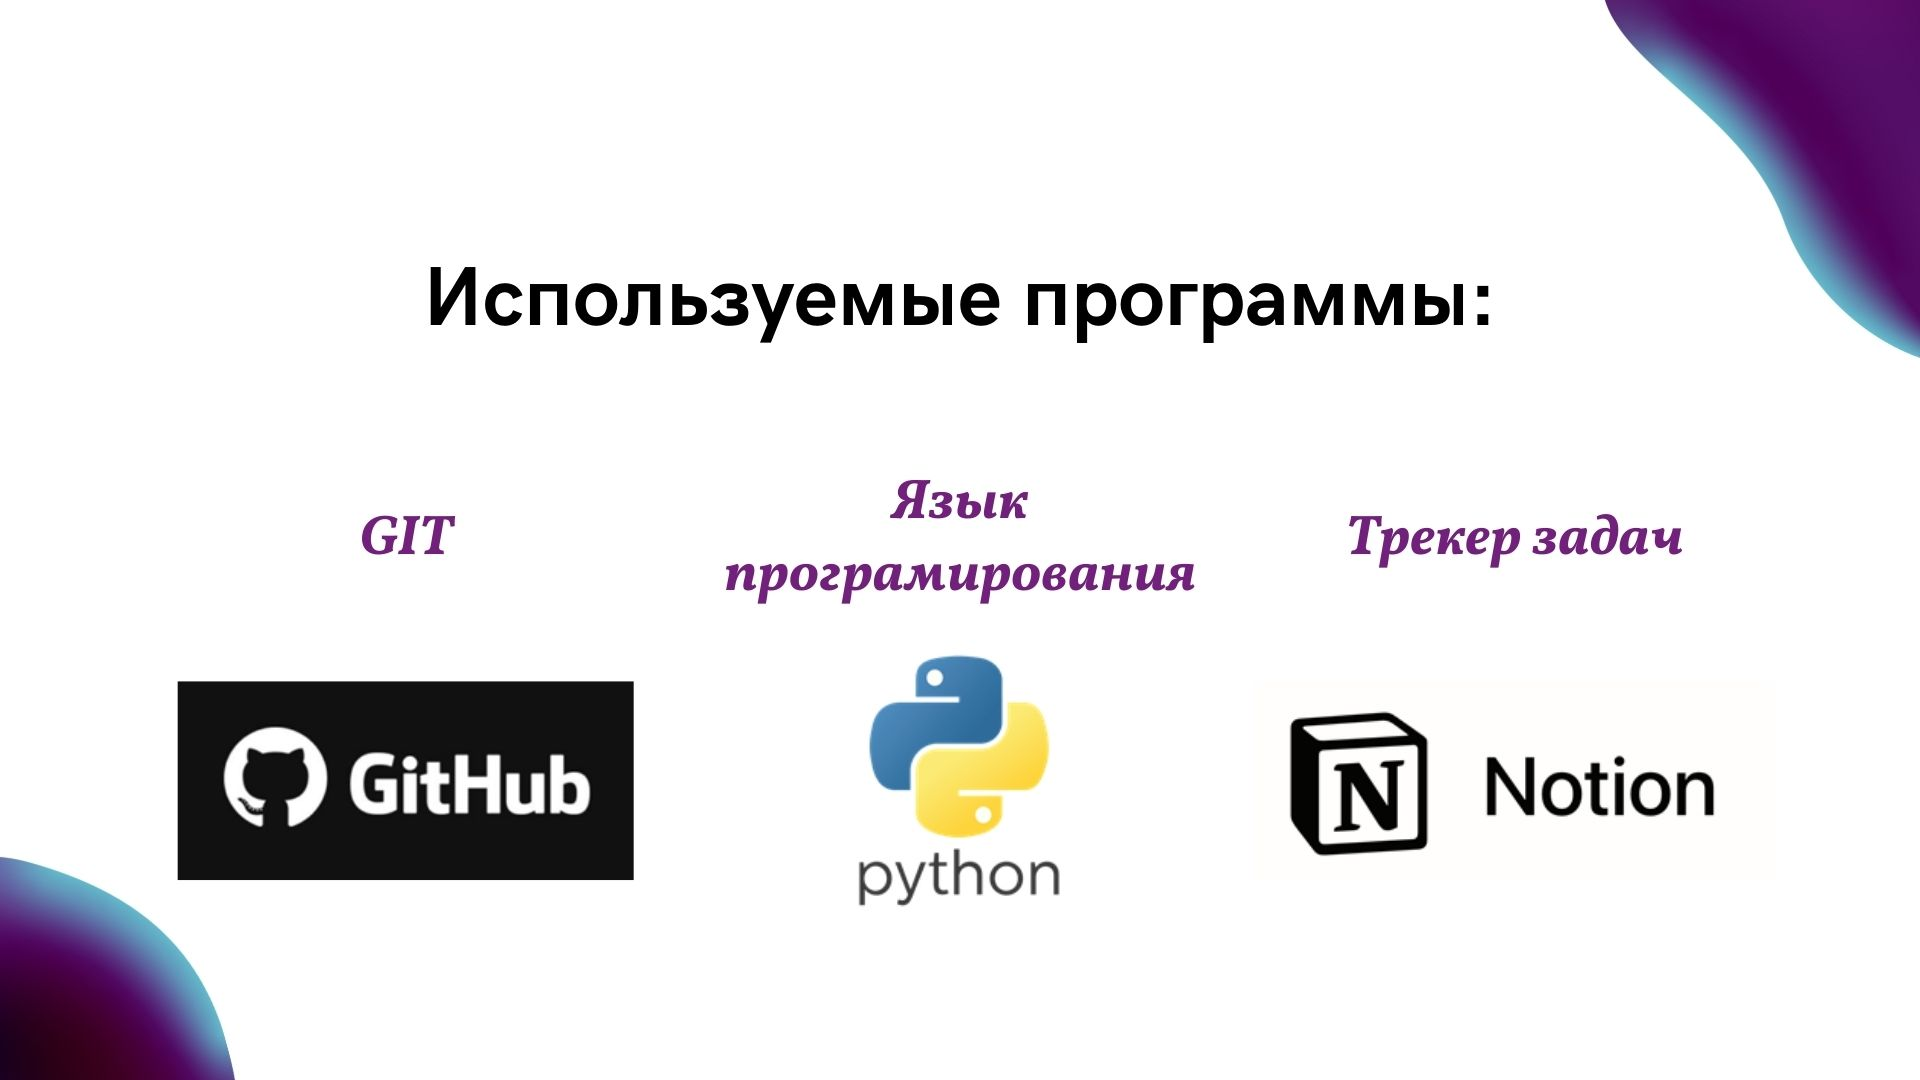 Используемые программы:
GIT
Язык
програмирования
Трекер задач
GitHub
python
N Notion